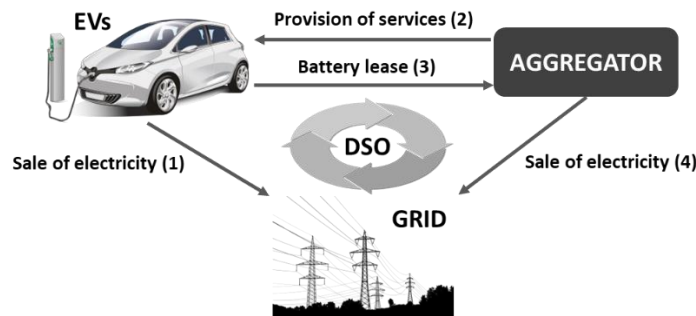 EVs
Provision of services (2)
AGGREGATOR
Battery lease (3)
DSO
Sale of electricity (1)
Sale of electricity (4)
GRID